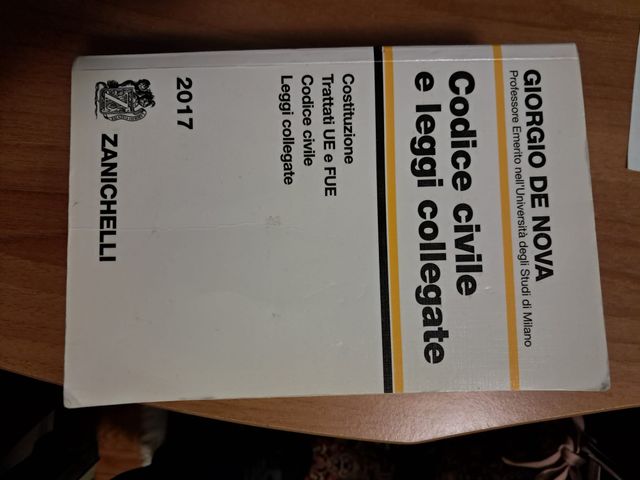 GIORGIO DE NOVA
Professore Emerito nell'Università degli Studi di Milano
Codice civile
e leggi collegate
Costituzione
Trattati UE e FUE
Codice civile
Leggi collegate
2017
ZANICHELLI